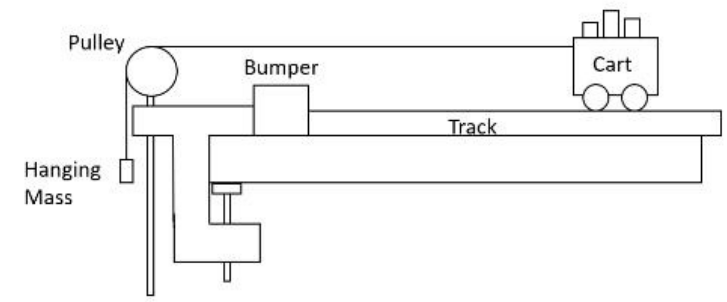 Pulley
Bumper
Cart
Track
Hanging
Mass